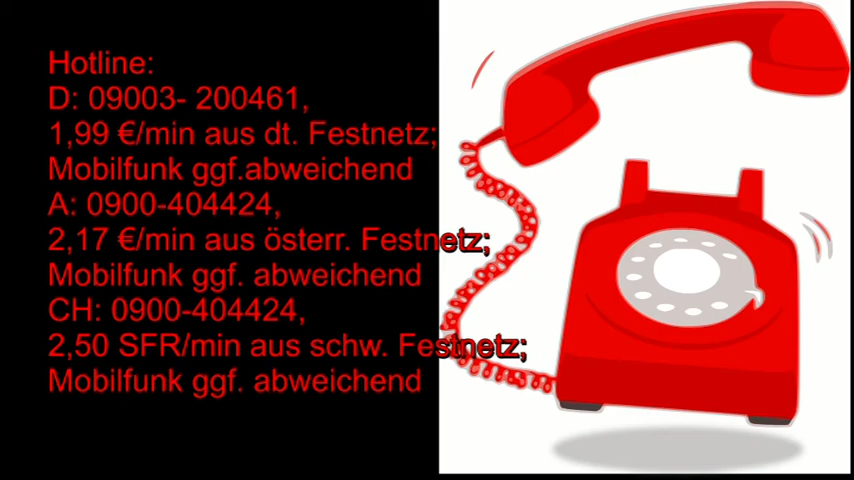 Hotline:
D: 09003- 200461,
1,99 €/min aus dt. Festnetz;
Mobilfunk ggf.abweichend
A: 0900-404424,
2,17 €/min aus österr. Festnetz;
Mobilfunk ggf. abweichend
CH: 0900-404424,
2,50 SFR/min aus schw. Festnetz;
Mobilfunk ggf. abweichend